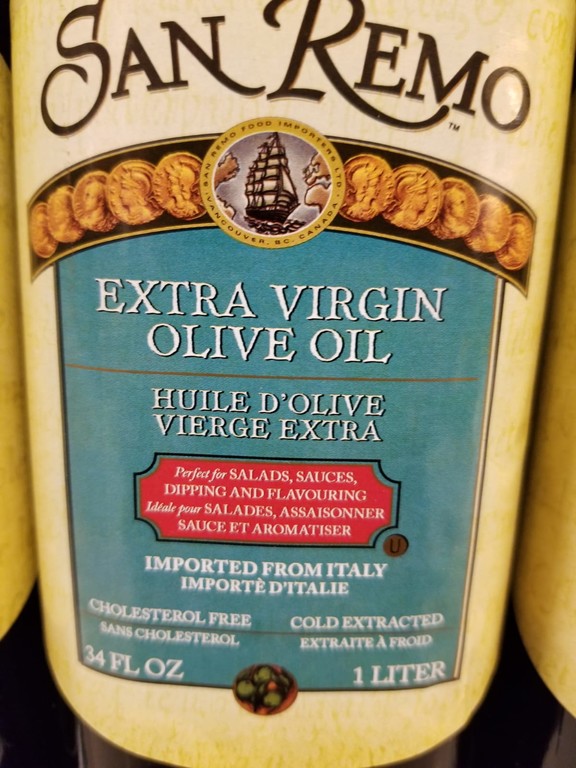 SAN REMO
TM
SAN REMO FOOD IMPORTERS LTD.
VANCOUVER, BC. CANADA
EXTRA VIRGIN
OLIVE OIL
HUILE D'OLIVE
VIERGE EXTRA
Perfect for SALADS, SAUCES,
DIPPING AND FLAVOURING
Idéale pour SALADES, ASSAISONNER
SAUCE ET AROMATISER
U
IMPORTED FROM ITALY
IMPORTÈ D'ITALIE
CHOLESTEROL FREE
SANS CHOLESTEROL
COLD EXTRACTED
EXTRAITE À FROID
34 FL OZ
1 LITER